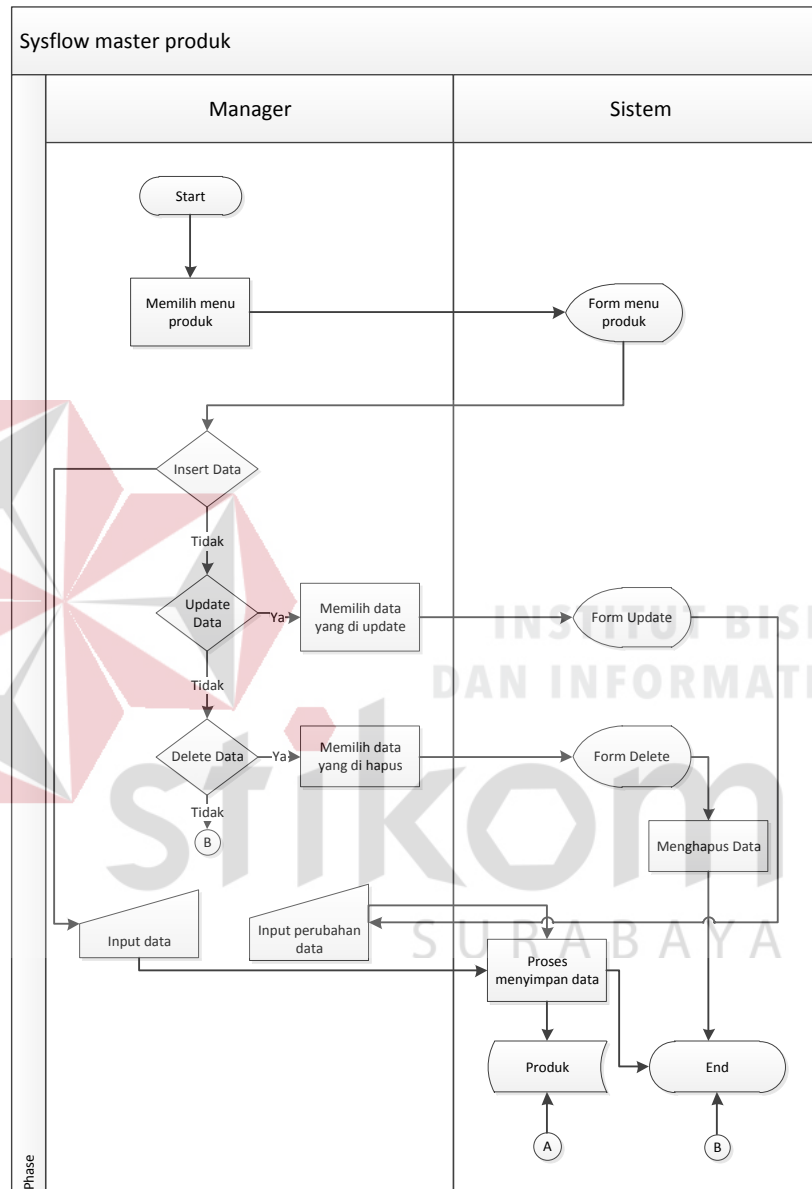 Sysflow master produk
Manager
Sistem
Start
Memilih menu
produk
Form menu
produk
Insert Data
Tidak
Update
Data
Ya
Memilih data
yang di update
Form Update
INSTITUT BISI
DAN INFORMATI
Tidak
Delete Data
Ya
Memilih data
yang di hapus
Form Delete
Tidak
B
Menghapus Data
stikom
SURABAYA
Input data
Input perubahan
data
Proses
menyimpan data
Produk
End
A
B
Phase